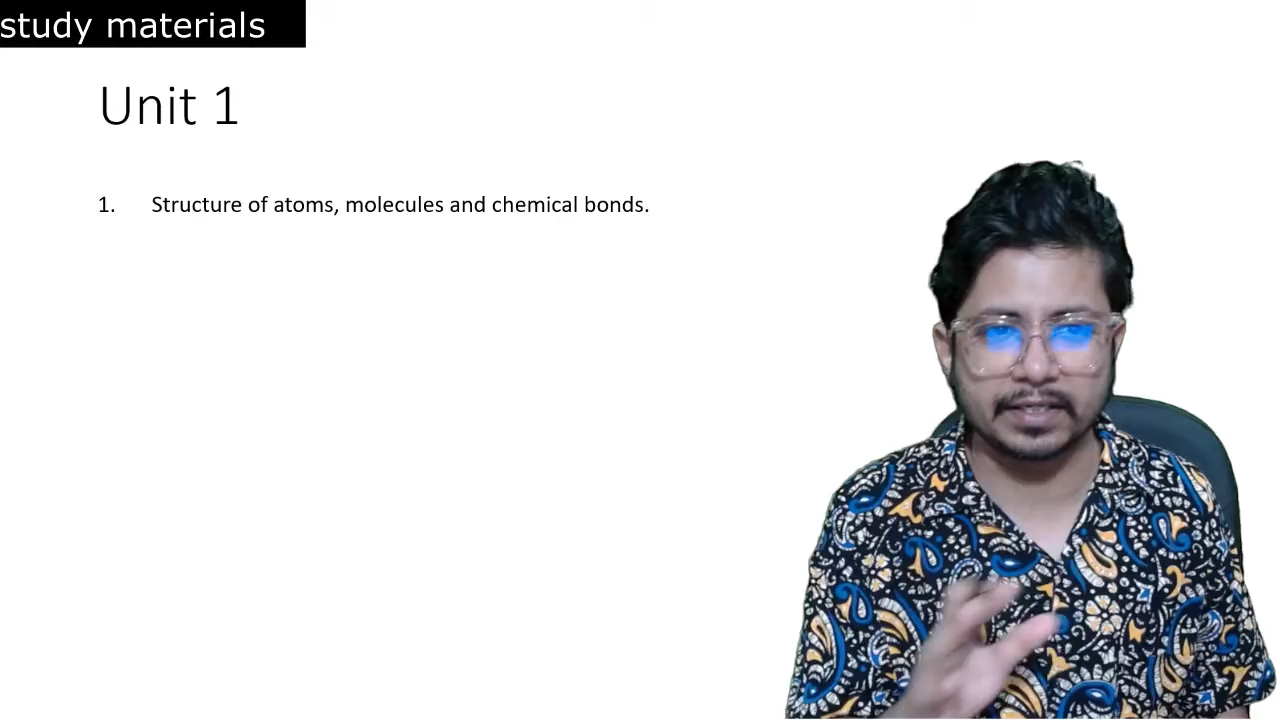 study materials
Unit 1
1. Structure of atoms, molecules and chemical bonds.